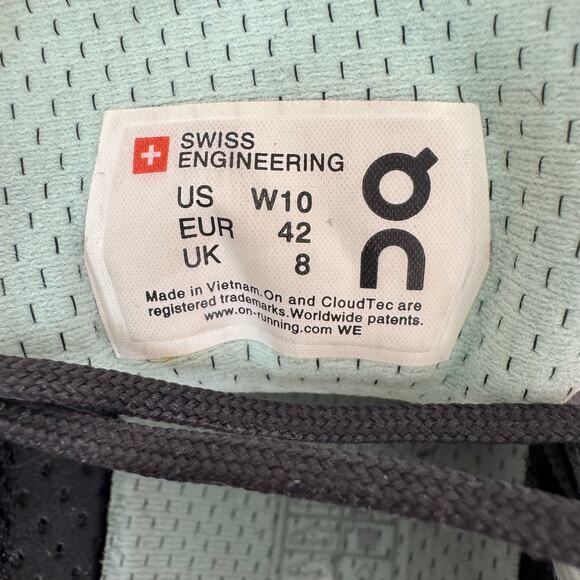 SWISS
ENGINEERING
US W10
EUR 42
UK 8
Made in Vietnam.On and CloudTec are
registered trademarks.Worldwide patents.
www.on-running.com WE
On